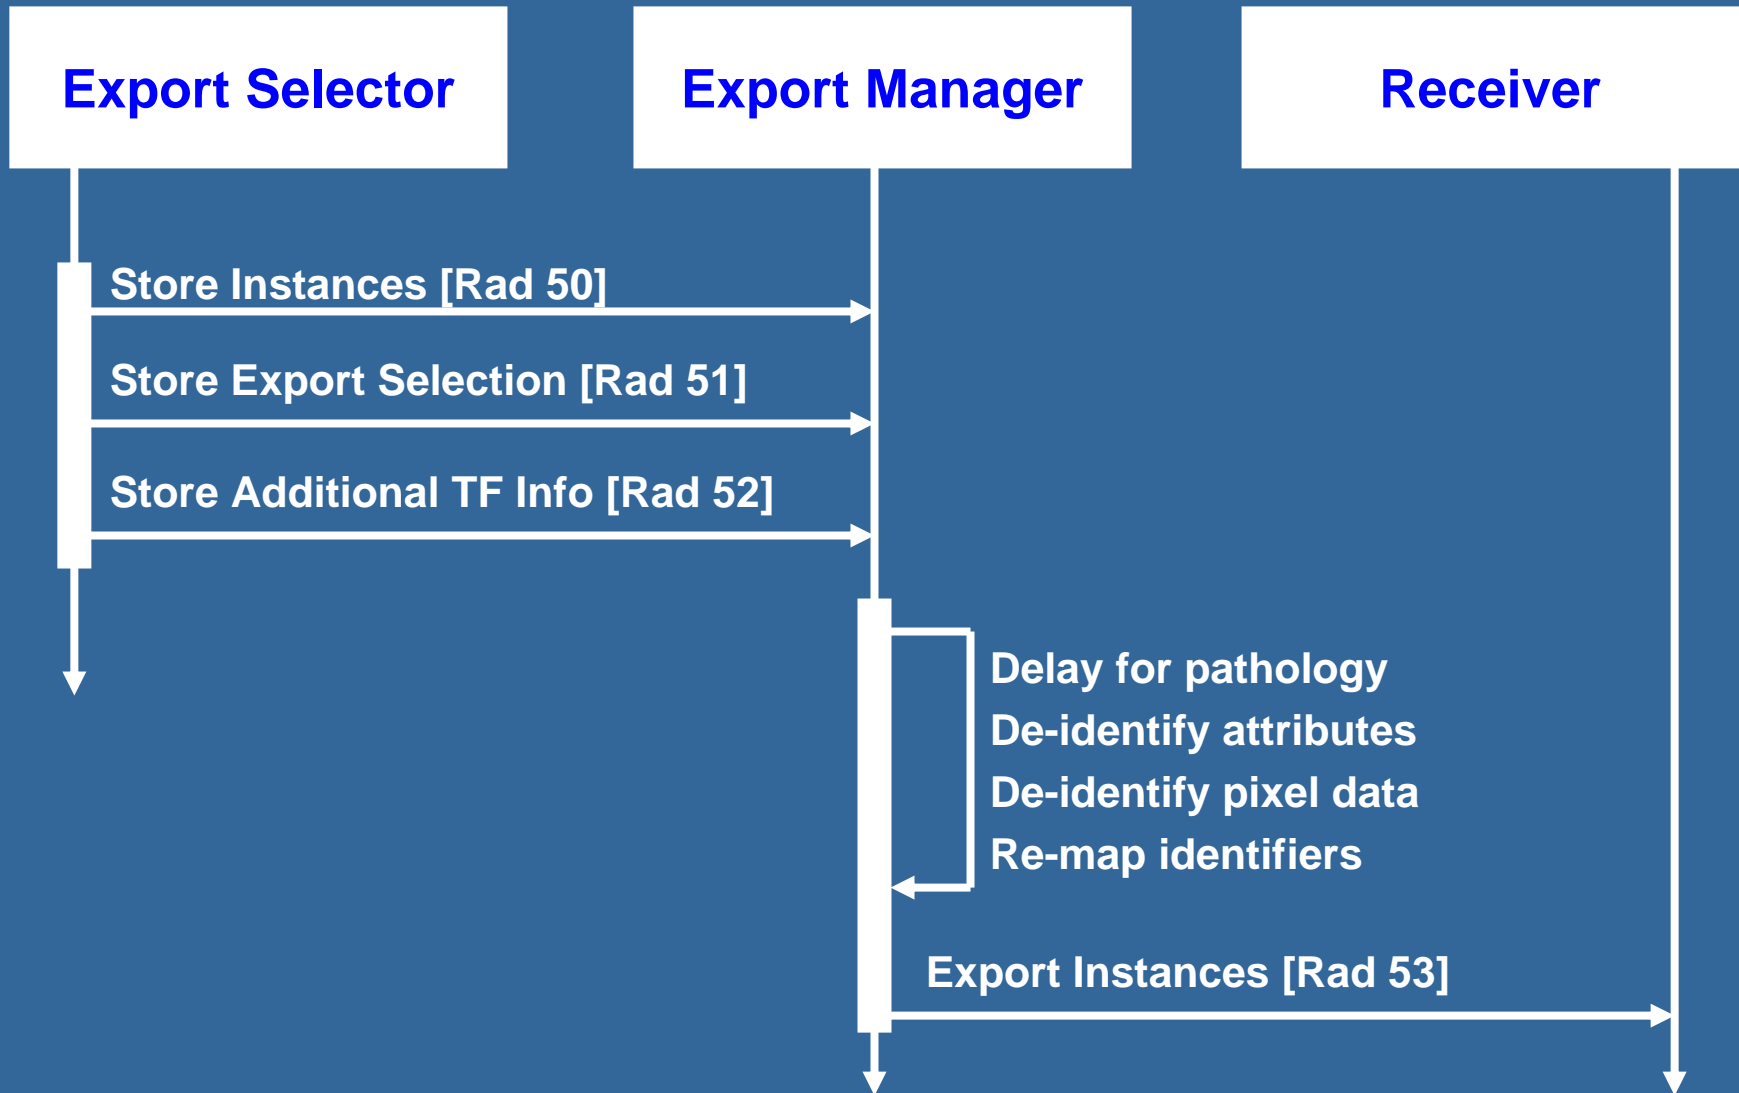 Export Selector
Export Manager
Receiver
Store Instances [Rad 50]
Store Export Selection [Rad 51]
Store Additional TF Info [Rad 52]
Delay for pathology
De-identify attributes
De-identify pixel data
Re-map identifiers
Export Instances [Rad 53]